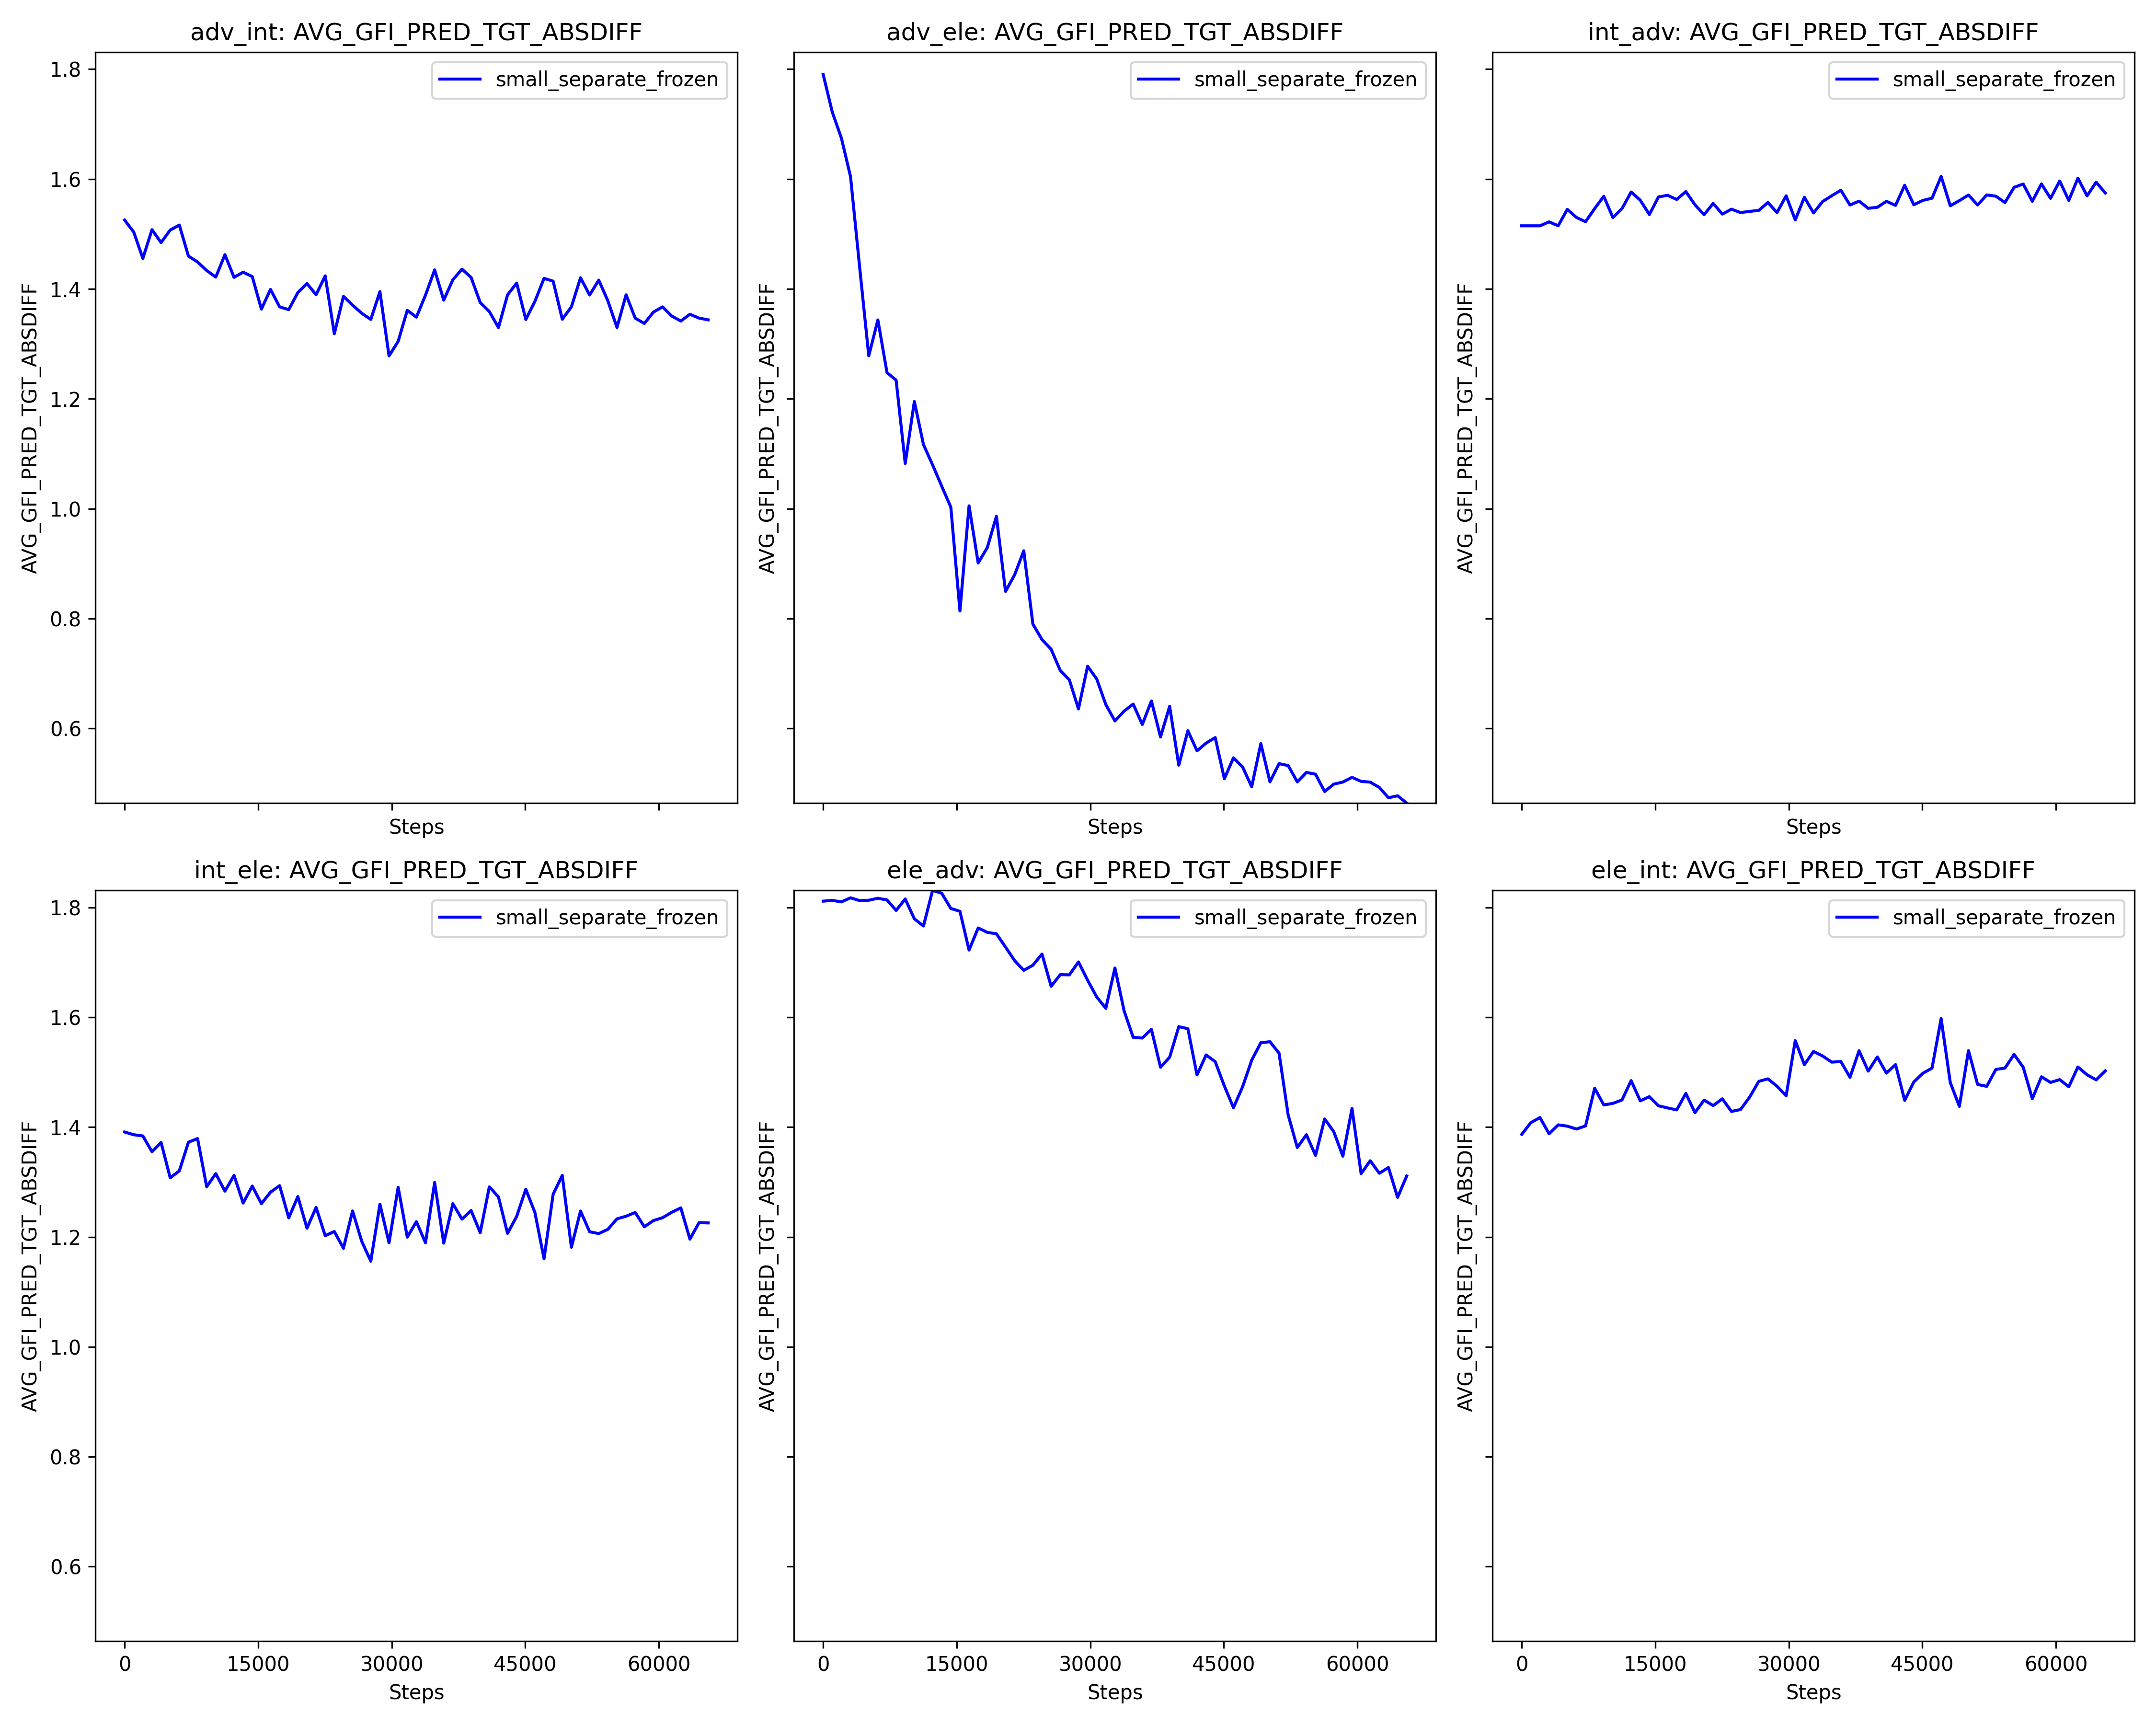 adv_int: AVG_GFI_PRED_TGT_ABSDIFF
adv_ele: AVG_GFI_PRED_TGT_ABSDIFF
int_adv: AVG_GFI_PRED_TGT_ABSDIFF
small_separate_frozen
small_separate_frozen
small_separate_frozen
AVG_GFI_PRED_TGT_ABSDIFF
1.8
1.6
1.4
1.2
1.0
0.8
0.6
AVG_GFI_PRED_TGT_ABSDIFF
AVG_GFI_PRED_TGT_ABSDIFF
Steps
Steps
Steps
int_ele: AVG_GFI_PRED_TGT_ABSDIFF
ele_adv: AVG_GFI_PRED_TGT_ABSDIFF
ele_int: AVG_GFI_PRED_TGT_ABSDIFF
small_separate_frozen
small_separate_frozen
small_separate_frozen
AVG_GFI_PRED_TGT_ABSDIFF
1.8
1.6
1.4
1.2
1.0
0.8
0.6
AVG_GFI_PRED_TGT_ABSDIFF
AVG_GFI_PRED_TGT_ABSDIFF
0 15000 30000 45000 60000
0 15000 30000 45000 60000
0 15000 30000 45000 60000
Steps
Steps
Steps